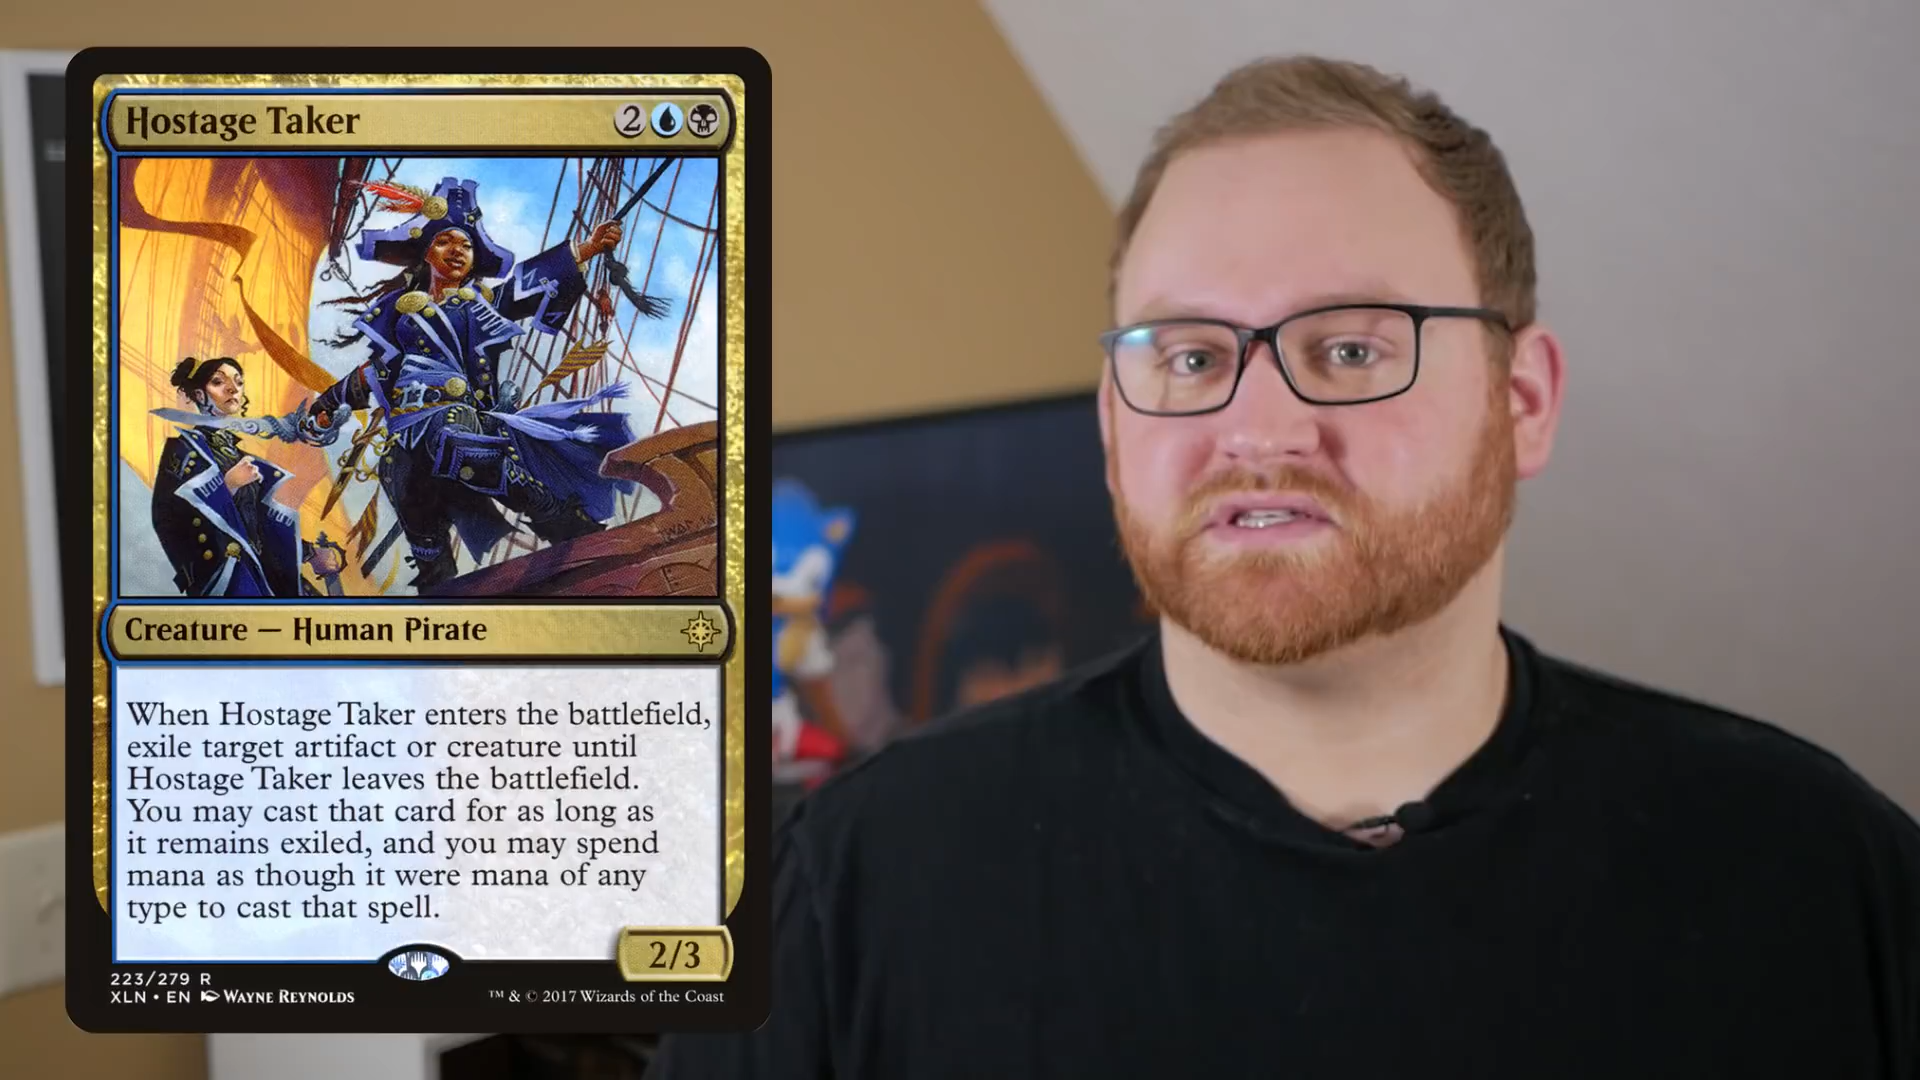 Hostage Taker
2
Creature — Human Pirate
When Hostage Taker enters the battlefield,
exile target artifact or creature until
Hostage Taker leaves the battlefield.
You may cast that card for as long as
it remains exiled, and you may spend
mana as though it were mana of any
type to cast that spell.
2/3
223/279 R
XLN • EN Wayne Reynolds
™ & © 2017 Wizards of the Coast